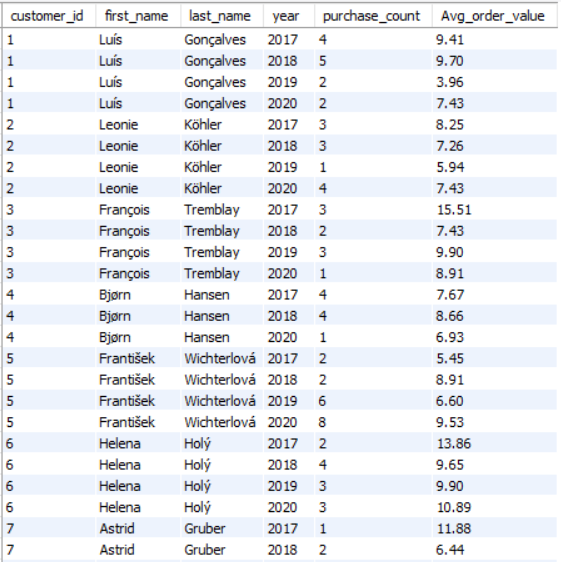 customer_id first_name last_name year purchase_count Avg_order_value
1 Luís Gonçalves 2017 4 9.41
1 Luís Gonçalves 2018 5 9.70
1 Luís Gonçalves 2019 2 3.96
1 Luís Gonçalves 2020 2 7.43
2 Leonie Köhler 2017 3 8.25
2 Leonie Köhler 2018 3 7.26
2 Leonie Köhler 2019 1 5.94
2 Leonie Köhler 2020 4 7.43
3 François Tremblay 2017 3 15.51
3 François Tremblay 2018 2 7.43
3 François Tremblay 2019 3 9.90
3 François Tremblay 2020 1 8.91
4 Bjørn Hansen 2017 4 7.67
4 Bjørn Hansen 2018 4 8.66
4 Bjørn Hansen 2020 1 6.93
5 František Wichterlová 2017 2 5.45
5 František Wichterlová 2018 2 8.91
5 František Wichterlová 2019 6 6.60
5 František Wichterlová 2020 8 9.53
6 Helena Holý 2017 2 13.86
6 Helena Holý 2018 4 9.65
6 Helena Holý 2019 3 9.90
6 Helena Holý 2020 3 10.89
7 Astrid Gruber 2017 1 11.88
7 Astrid Gruber 2018 2 6.44